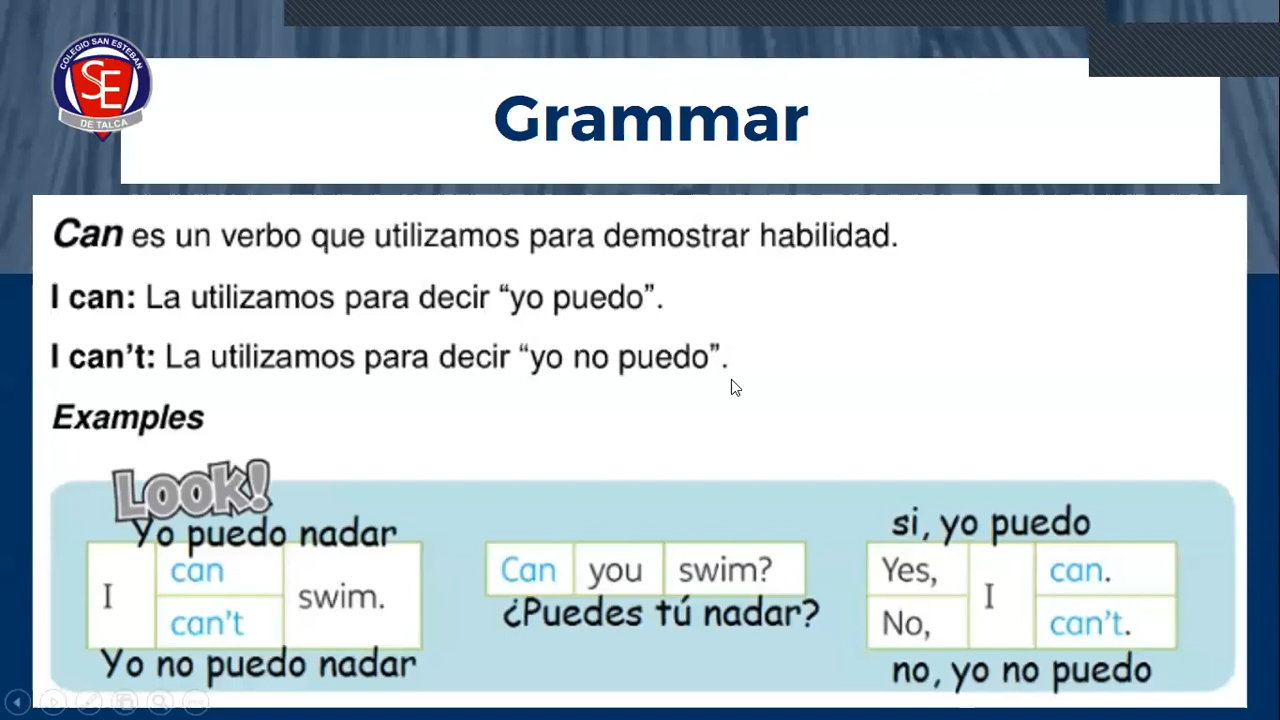 COLEGIO SAN ESTEBAN
SE
DE TALCA
Grammar
Can es un verbo que utilizamos para demostrar habilidad.
I can: La utilizamos para decir “yo puedo”.
I can’t: La utilizamos para decir “yo no puedo”.
Examples
Look!
Yo puedo nadar
I can swim.
can’t
Yo no puedo nadar
Can you swim?
¿Puedes tú nadar?
si, yo puedo
Yes, I can.
No, can’t.
no, yo no puedo